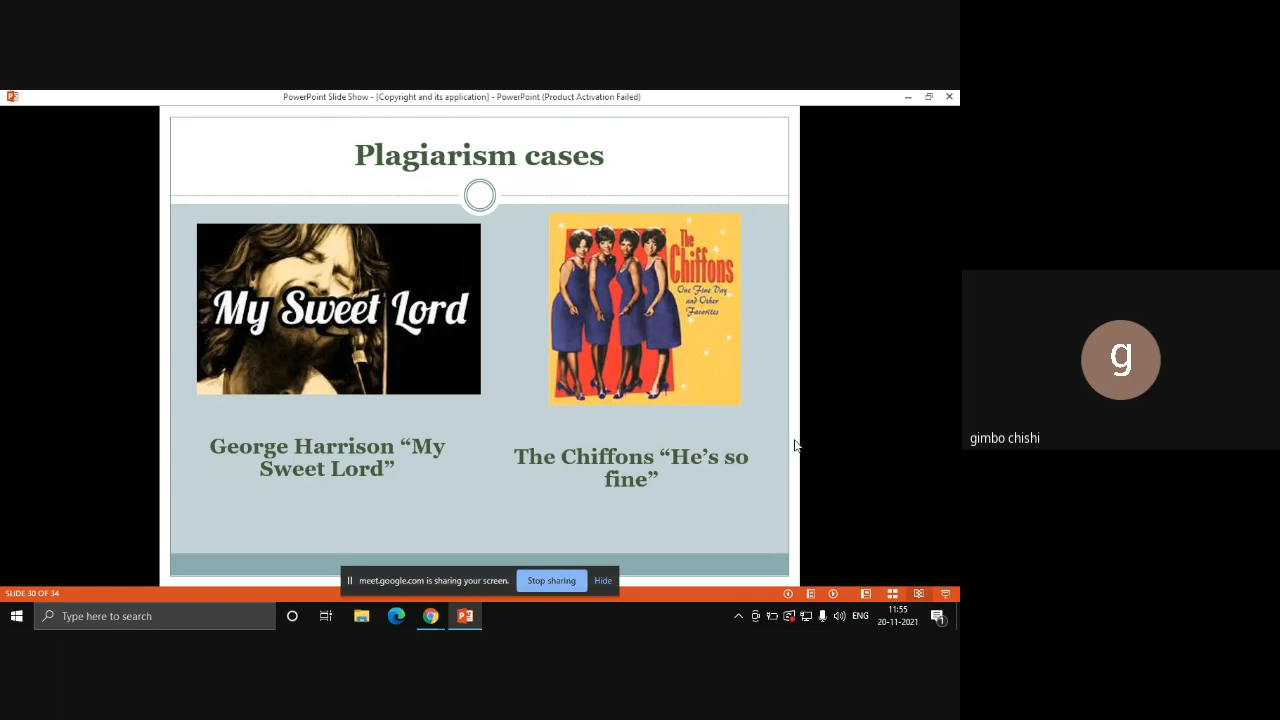 PowerPoint Slide Show - [Copyright and its application] - PowerPoint (Product Activation Failed)
Plagiarism cases
My Sweet Lord
The
Chiffons
One Fine Day
and Other
Favorites
George Harrison “My
Sweet Lord”
The Chiffons “He’s so
fine”
g
gimbo chishi
meet.google.com is sharing your screen.
Stop sharing
Hide
SLIDE 30 OF 34
Type here to search
ENG
11:55
20-11-2021
1